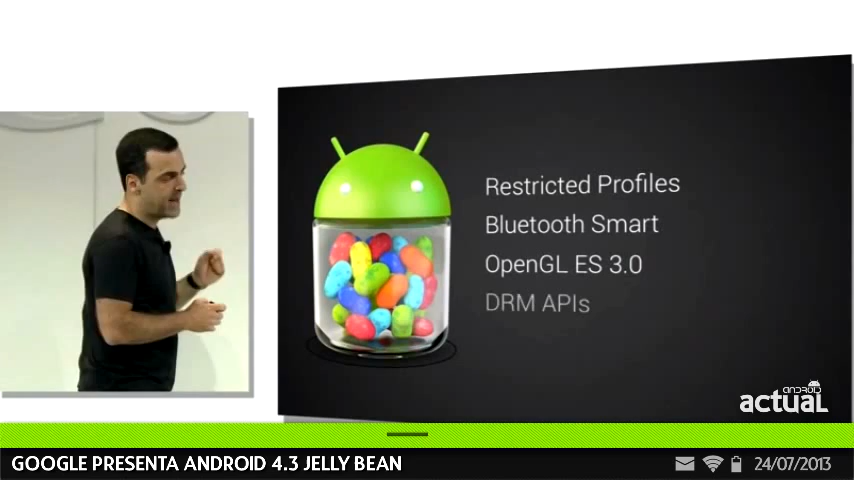 Restricted Profiles
Bluetooth Smart
OpenGL ES 3.0
DRM APIs
ANDROID
actual
GOOGLE PRESENTA ANDROID 4.3 JELLY BEAN
24/07/2013